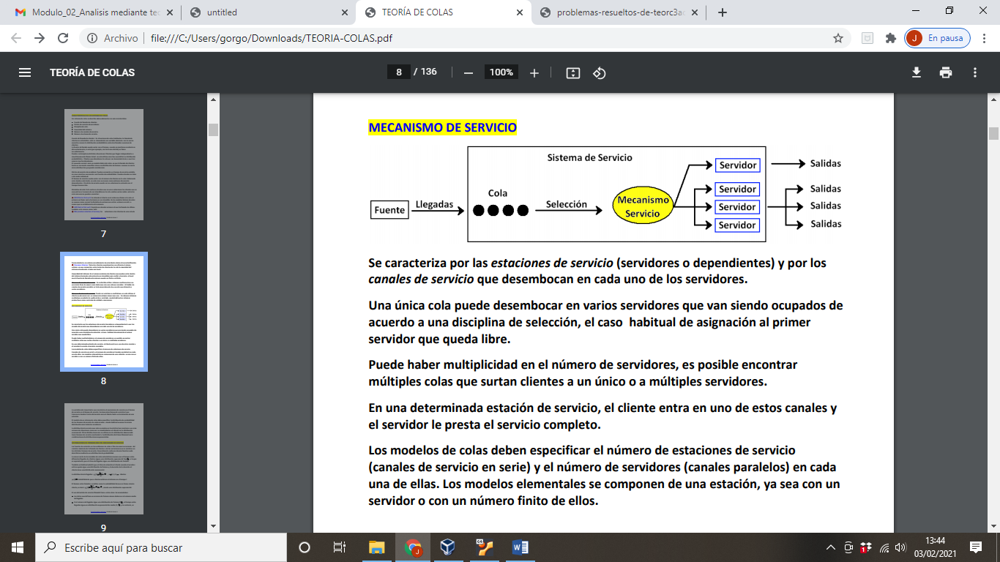 Modulo_02_Analisis mediante teo
untitled
TEORÍA DE COLAS
problemas-resueltos-de-teorc3ad
Archivo
file:///C:/Users/gorgo/Downloads/TEORIA-COLAS.pdf
J En pausa
TEORÍA DE COLAS
8 / 136
100%
7
8
9
MECANISMO DE SERVICIO
Sistema de Servicio
Fuente
Llegadas
Cola
Selección
Mecanismo
Servicio
Servidor
Servidor
Servidor
Servidor
Salidas
Salidas
Salidas
Salidas
Se caracteriza por las estaciones de servicio (servidores o dependientes) y por los
canales de servicio que desembocan en cada uno de los servidores.
Una única cola puede desembocar en varios servidores que van siendo ocupados de
acuerdo a una disciplina de selección, el caso habitual de asignación al primer
servidor que queda libre.
Puede haber multiplicidad en el número de servidores, es posible encontrar
múltiples colas que surtan clientes a un único o a múltiples servidores.
En una determinada estación de servicio, el cliente entra en uno de estos canales y
el servidor le presta el servicio completo.
Los modelos de colas deben especificar el número de estaciones de servicio
(canales de servicio en serie) y el número de servidores (canales paralelos) en cada
una de ellas. Los modelos elementales se componen de una estación, ya sea con un
servidor o con un número finito de ellos.
Escribe aquí para buscar
13:44
03/02/2021